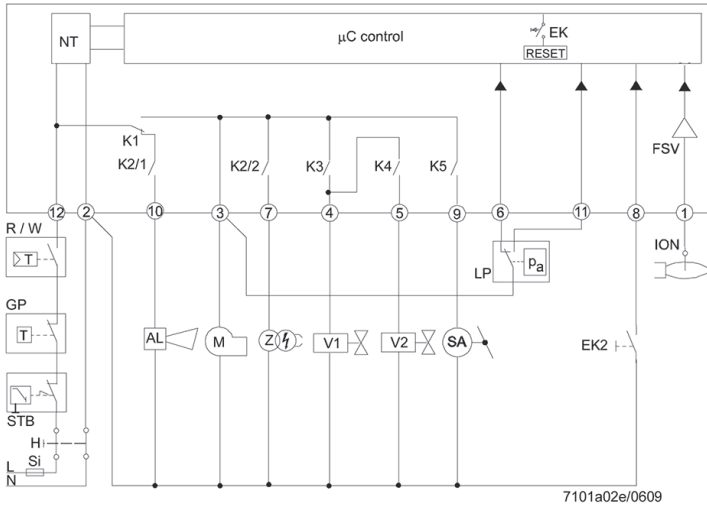 NT
µC control
EK
RESET
K1
K2/1
K2/2
K3
K4
K5
FSV
12
2
10
3
7
4
5
9
6
11
8
1
R / W
T
LP
pa
ION
GP
T
AL
M
Z
V1
V2
SA
EK2
STB
H
L
Si
N
7101a02e/0609